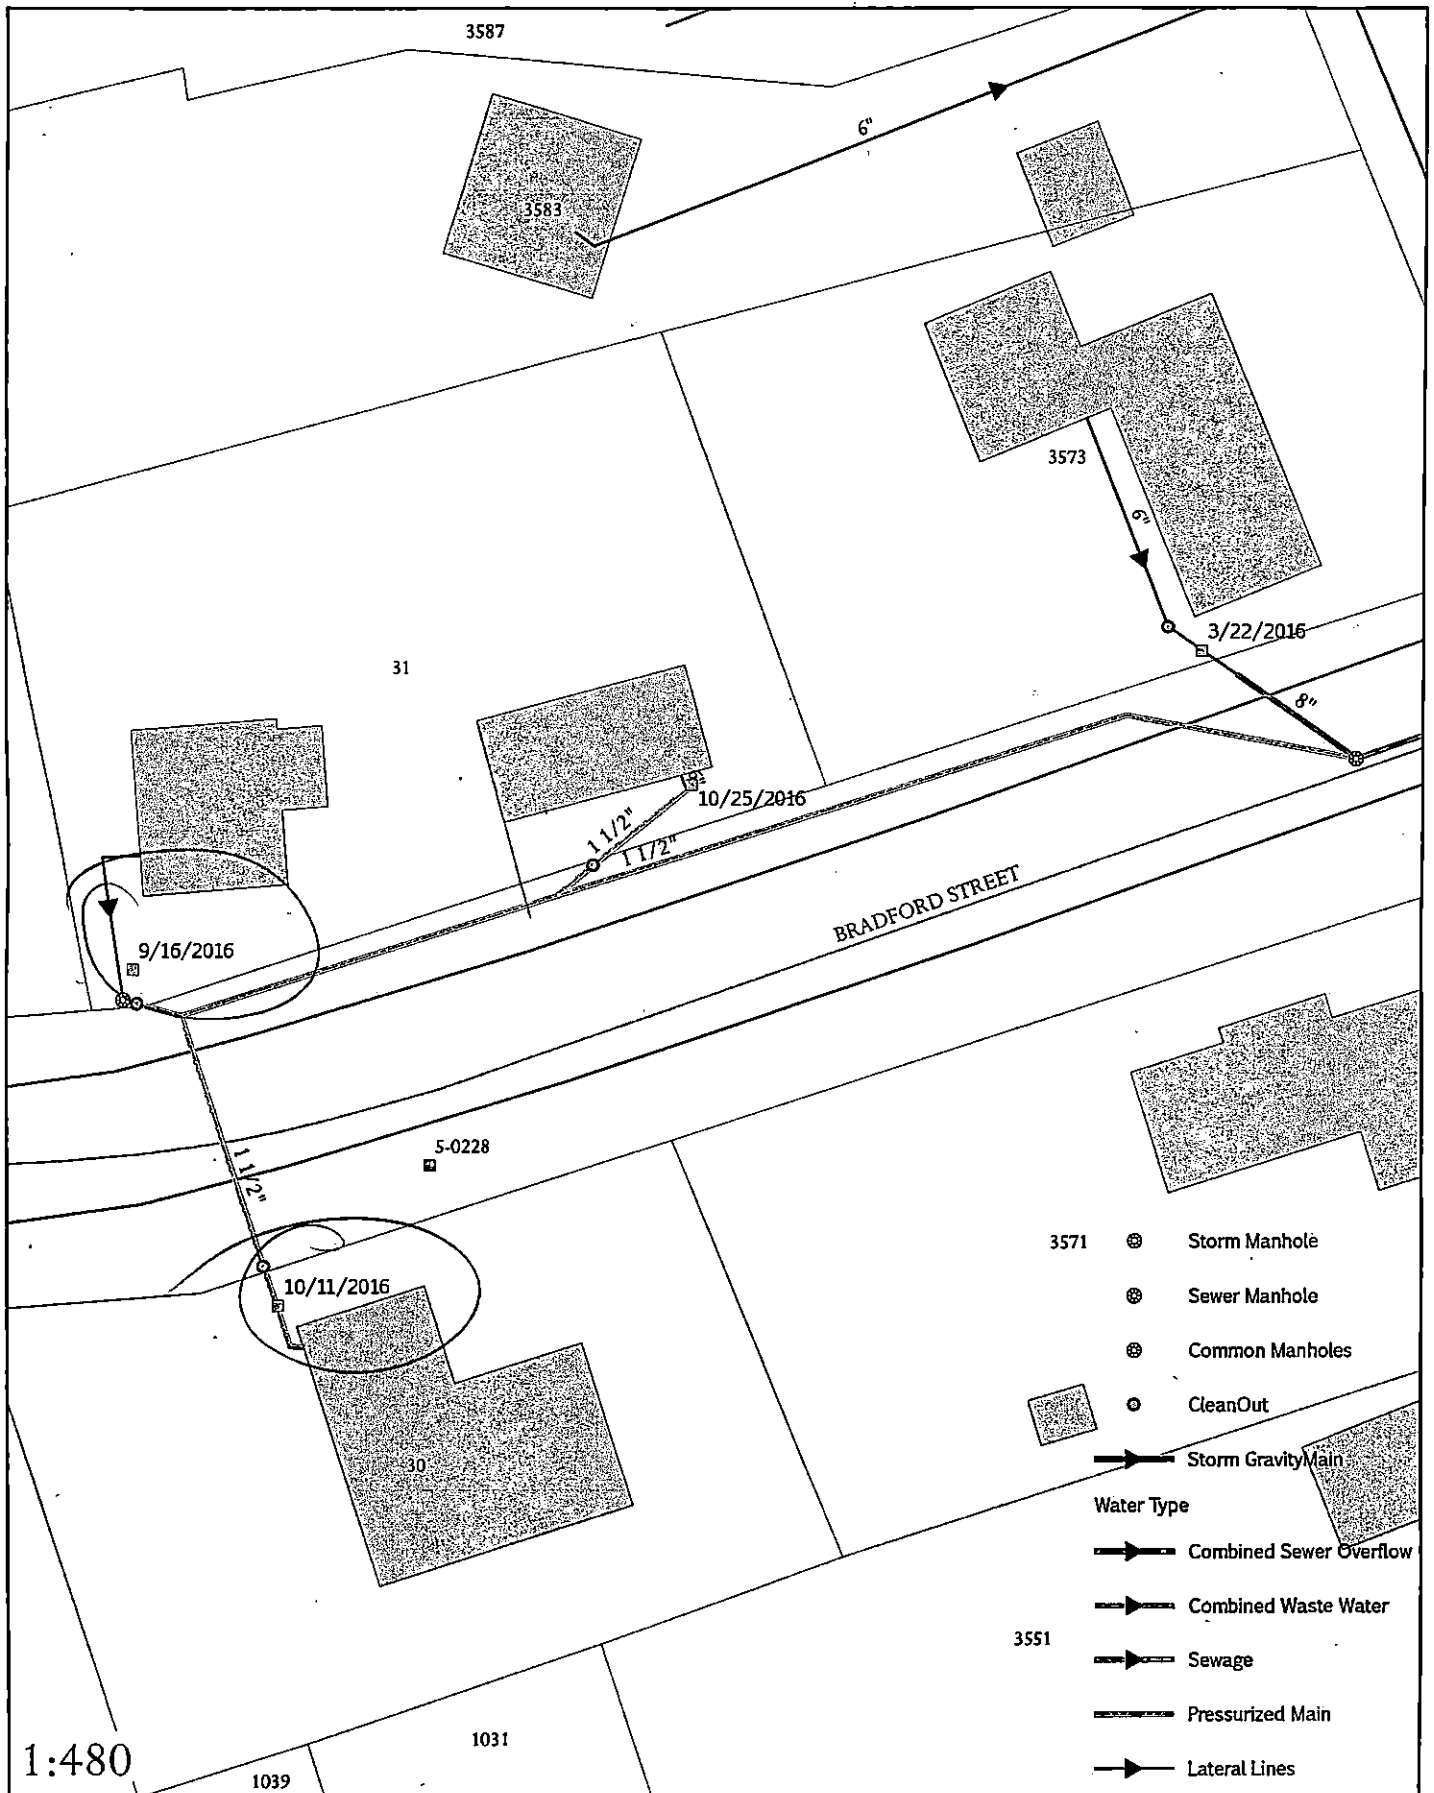 3587
6"
3583
3573
6"
3/22/2016
8"
31
10/25/2016
1 1/2"
1 1/2"
BRADFORD STREET
9/16/2016
5-0228
1 1/2"
10/11/2016
30
3571
Storm Manhole
Sewer Manhole
Common Manholes
CleanOut
Storm GravityMain
Water Type
Combined Sewer Overflow
Combined Waste Water
Sewage
Pressurized Main
Lateral Lines
3551
1031
1039
1:480